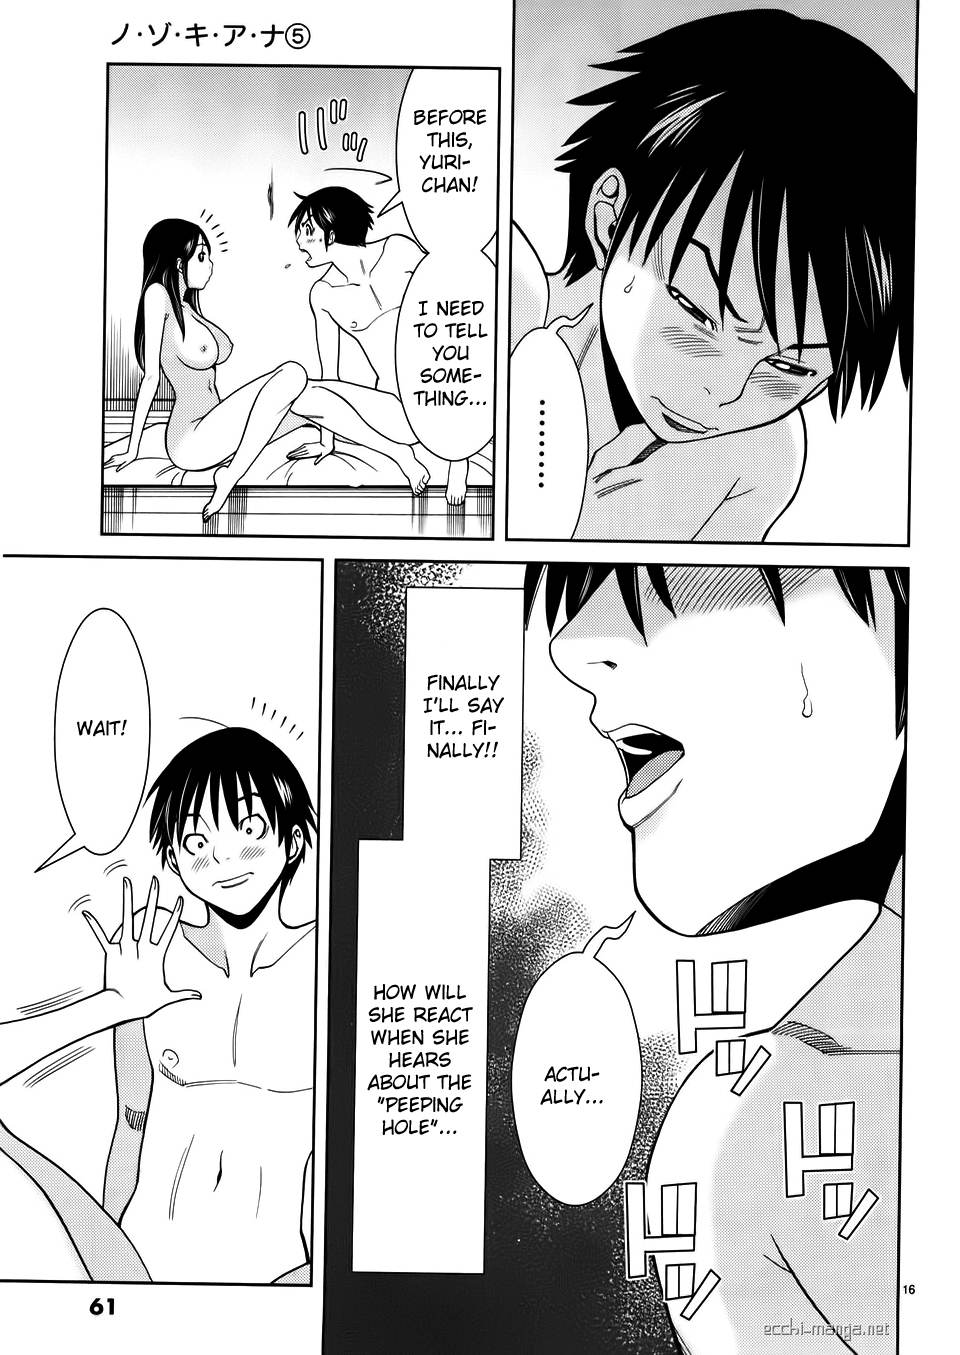 ノ・ゾ・キ・ア・ナ⑤
………
BEFORE
THIS,
YURI-
CHAN!
I NEED
TO TELL
YOU
SOME-
THING...
ACTU-
ALLY...
ドッ
ドッ
ドッ
ドッ
FINALLY
I'LL SAY
IT... FI-
NALLY!!
HOW WILL
SHE REACT
WHEN SHE
HEARS
ABOUT THE
"PEEPING
HOLE"...
WAIT!
61
16
ecchi-manga.net